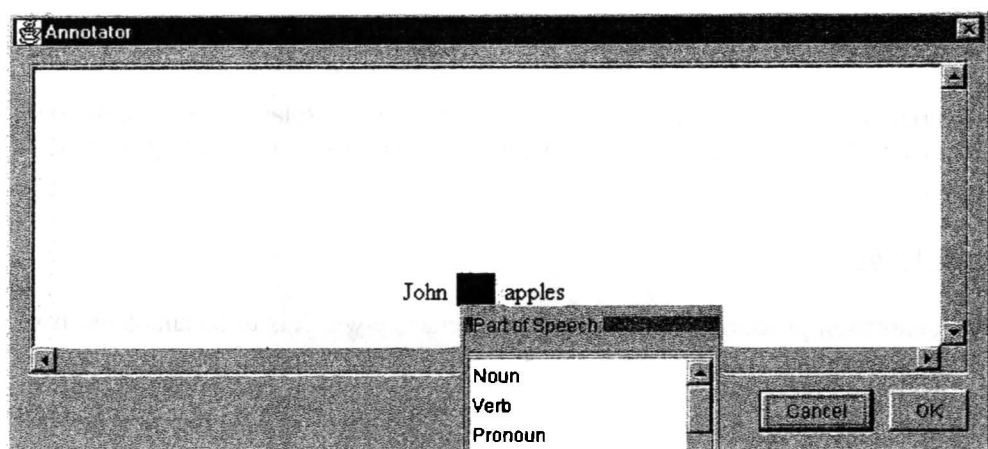 Annotator
John apples
Part of Speech
Noun
Verb
Pronoun
Cancel OK